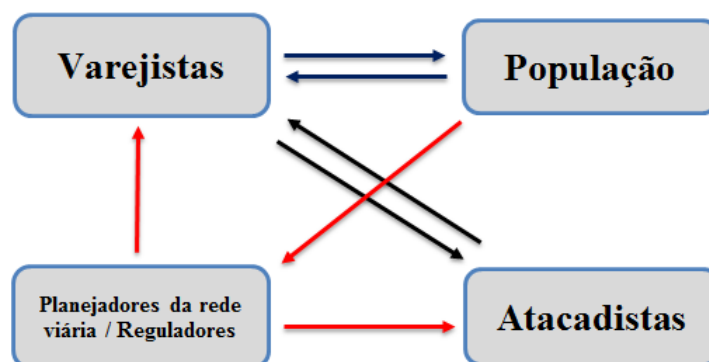 Varejistas
População
Planejadores da rede
viária / Reguladores
Atacadistas